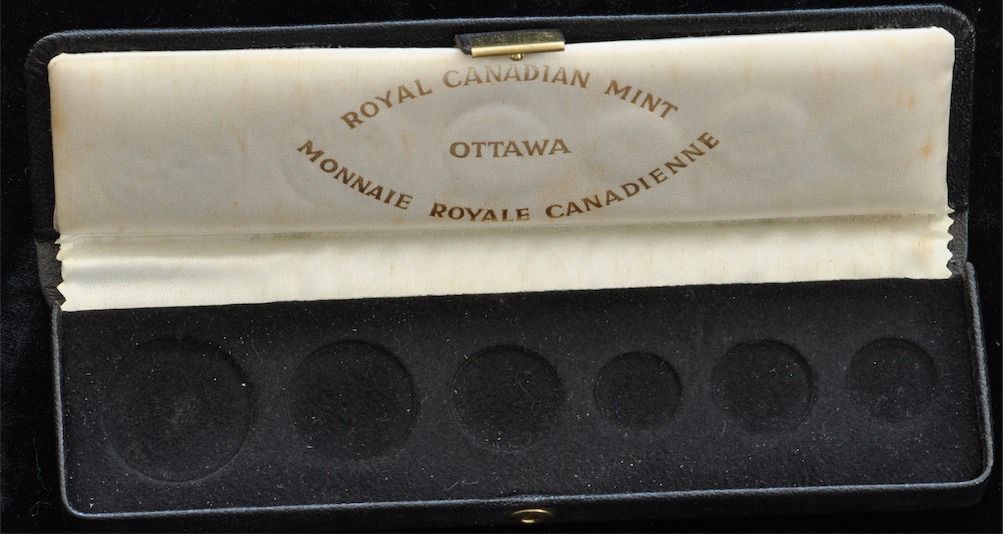 ROYAL CANADIAN MINT
OTTAWA
MONNAIE ROYALE CANADIENNE